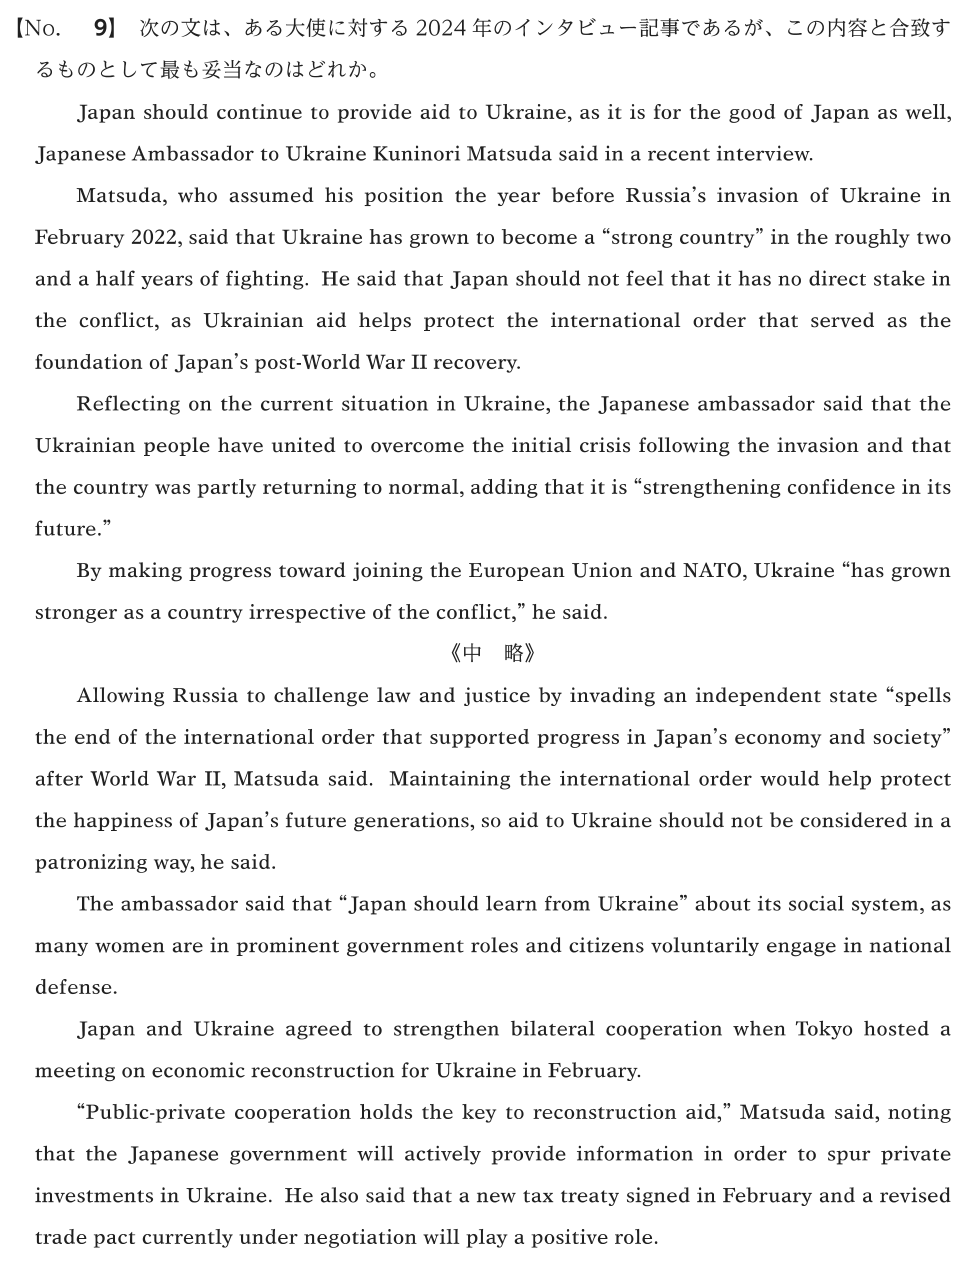 【No. 9】 次の文は、ある大使に対する 2024 年のインタビュー記事であるが、この内容と合致す
るものとして最も妥当なのはどれか。
Japan should continue to provide aid to Ukraine, as it is for the good of Japan as well,
Japanese Ambassador to Ukraine Kuninori Matsuda said in a recent interview.
Matsuda, who assumed his position the year before Russia’s invasion of Ukraine in
February 2022, said that Ukraine has grown to become a “strong country” in the roughly two
and a half years of fighting. He said that Japan should not feel that it has no direct stake in
the conflict, as Ukrainian aid helps protect the international order that served as the
foundation of Japan’s post-World War II recovery.
Reflecting on the current situation in Ukraine, the Japanese ambassador said that the
Ukrainian people have united to overcome the initial crisis following the invasion and that
the country was partly returning to normal, adding that it is “strengthening confidence in its
future.”
By making progress toward joining the European Union and NATO, Ukraine “has grown
stronger as a country irrespective of the conflict,” he said.
《中 略》
Allowing Russia to challenge law and justice by invading an independent state “spells
the end of the international order that supported progress in Japan’s economy and society”
after World War II, Matsuda said. Maintaining the international order would help protect
the happiness of Japan’s future generations, so aid to Ukraine should not be considered in a
patronizing way, he said.
The ambassador said that “Japan should learn from Ukraine” about its social system, as
many women are in prominent government roles and citizens voluntarily engage in national
defense.
Japan and Ukraine agreed to strengthen bilateral cooperation when Tokyo hosted a
meeting on economic reconstruction for Ukraine in February.
“Public-private cooperation holds the key to reconstruction aid,” Matsuda said, noting
that the Japanese government will actively provide information in order to spur private
investments in Ukraine. He also said that a new tax treaty signed in February and a revised
trade pact currently under negotiation will play a positive role.